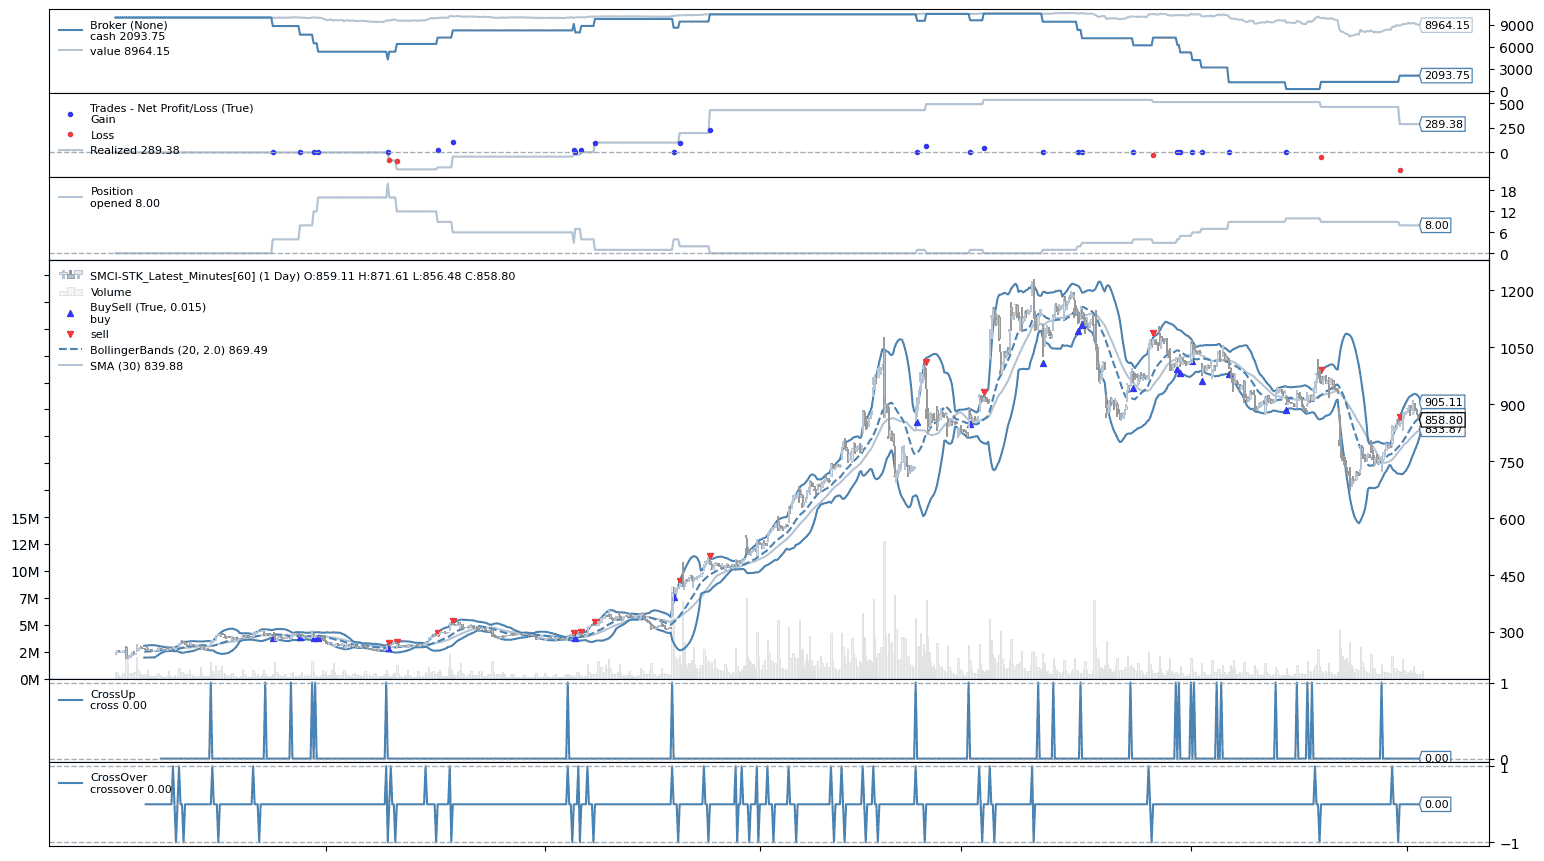 Broker (None)
cash 2093.75
value 8964.15
9000
6000
3000
0
8964.15
2093.75
Trades - Net Profit/Loss (True)
Gain
Loss
Realized 289.38
500
250
0
289.38
Position
opened 8.00
18
12
6
0
8.00
SMCI-STK_Latest_Minutes[60] (1 Day) O:859.11 H:871.61 L:856.48 C:858.80
Volume
BuySell (True, 0.015)
buy
sell
BollingerBands (20, 2.0) 869.49
SMA (30) 839.88
15M
12M
10M
7M
5M
2M
0M
1200
1050
900
750
600
450
300
905.11
858.80
833.87
CrossUp
cross 0.00
1
0
0.00
CrossOver
crossover 0.00
1
−1
0.00